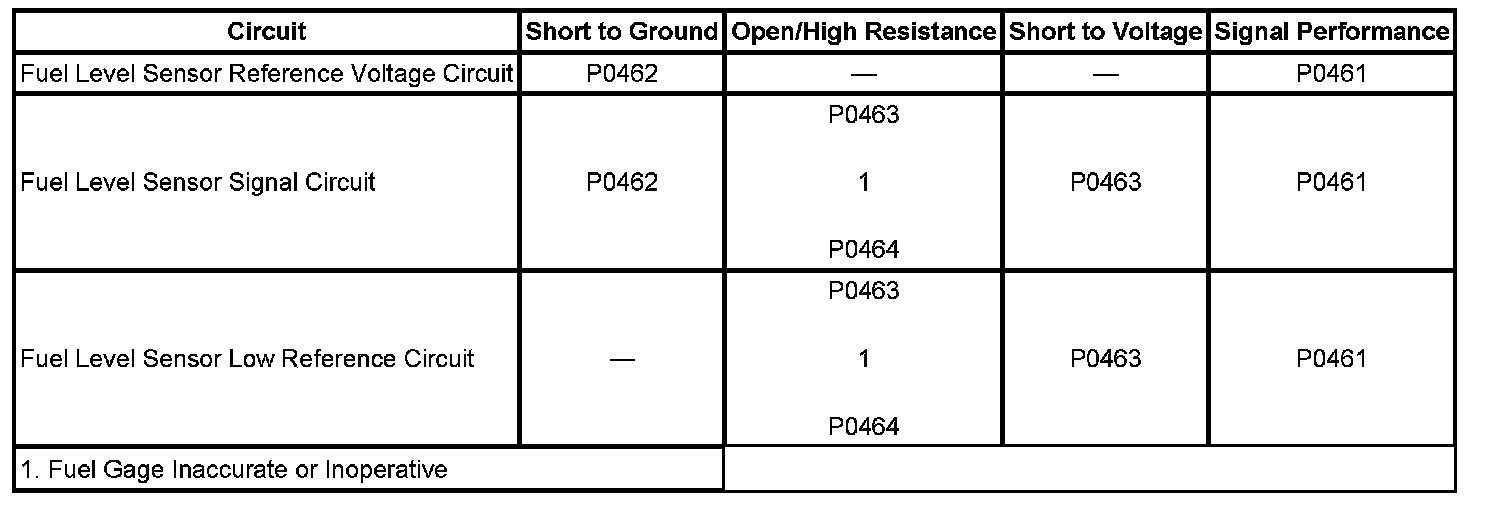 Circuit Short to Ground Open/High Resistance Short to Voltage Signal Performance
Fuel Level Sensor Reference Voltage Circuit P0462 — — P0461
P0463
Fuel Level Sensor Signal Circuit P0462 1 P0463 P0461
P0464
P0463
Fuel Level Sensor Low Reference Circuit — 1 P0463 P0461
P0464
1. Fuel Gage Inaccurate or Inoperative